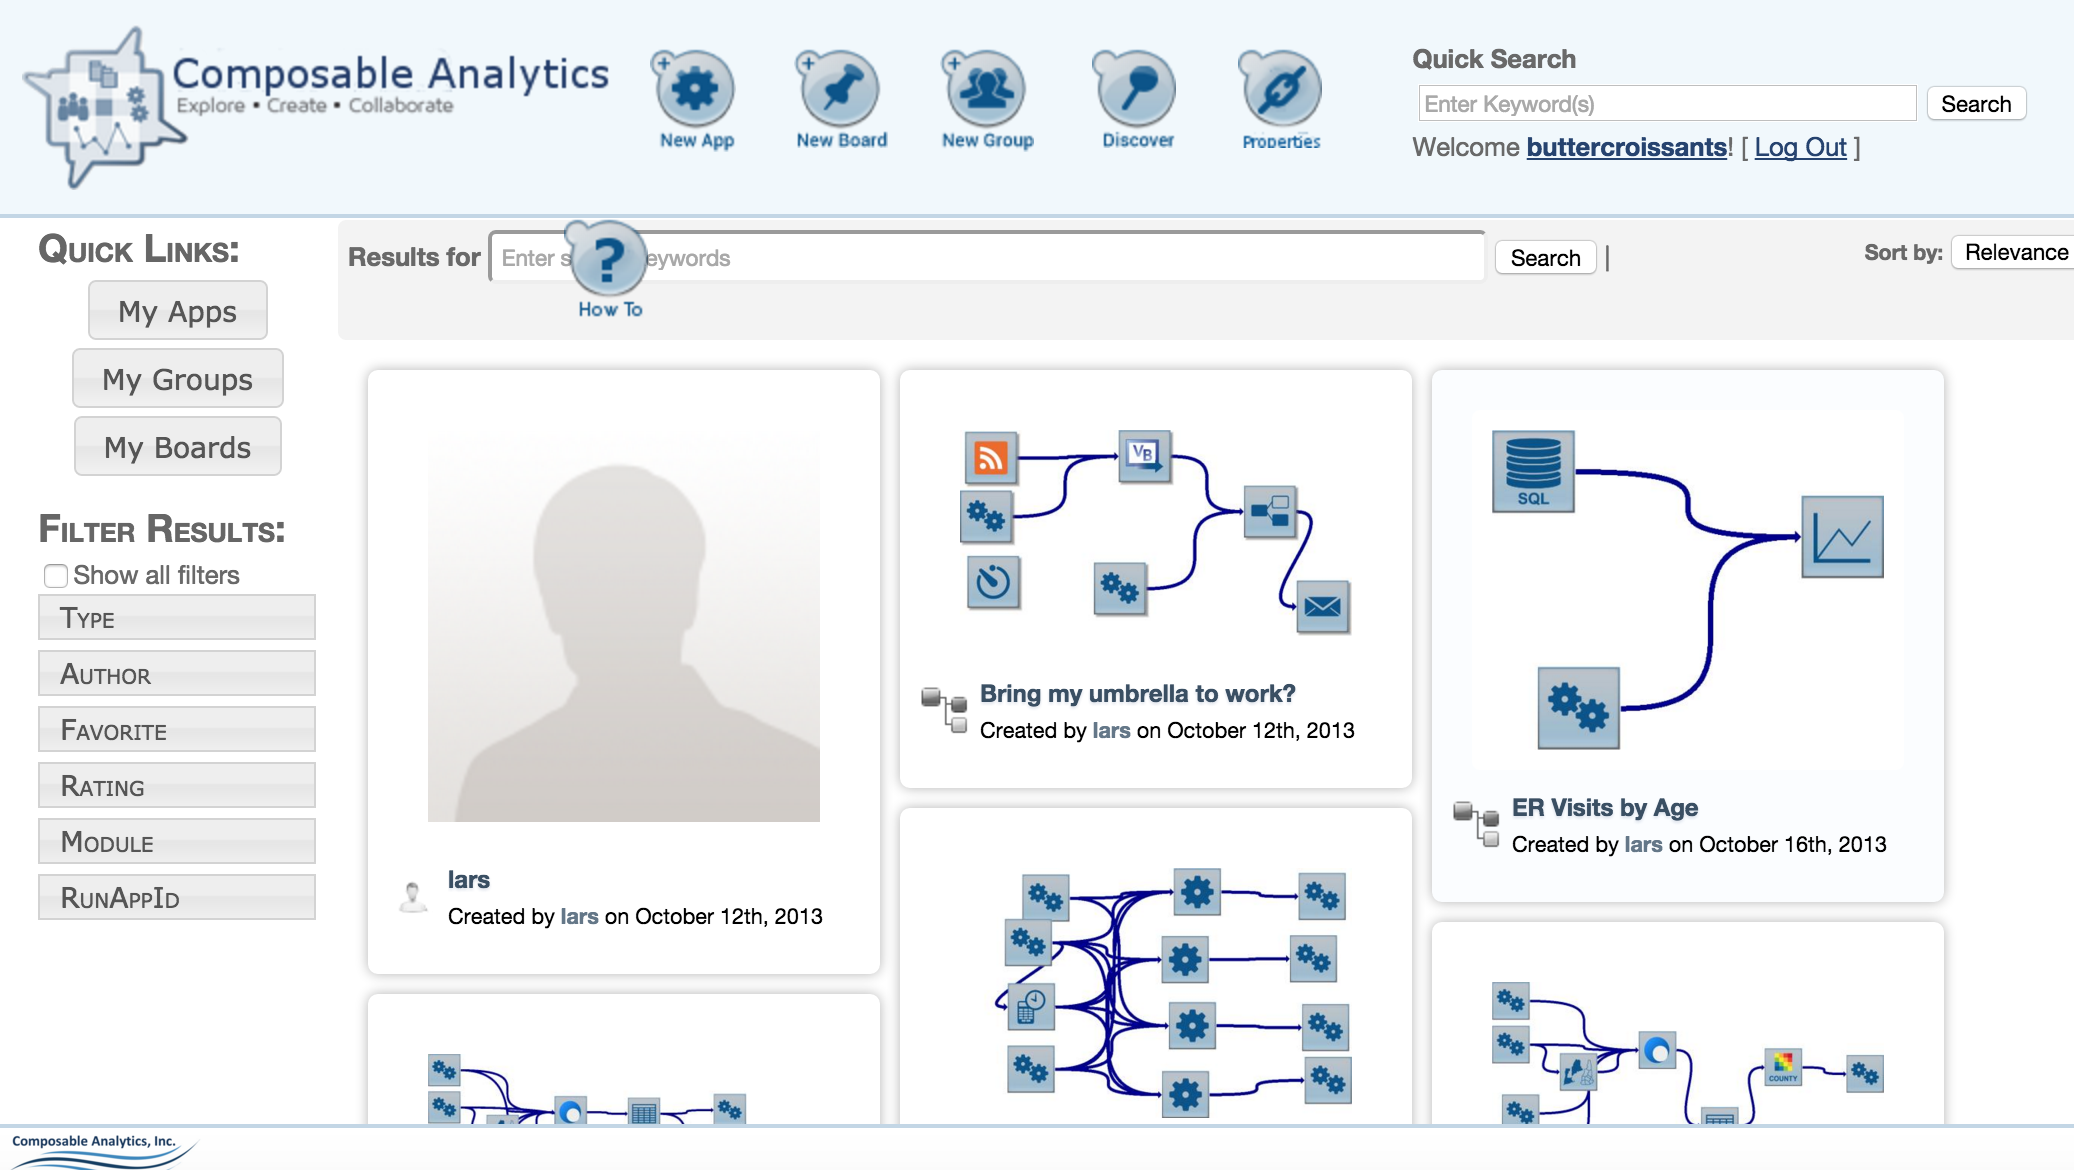 Composable Analytics
Explore • Create • Collaborate
New App
New Board
New Group
Discover
Properties
Quick Search
Enter Keyword(s)
Search
Welcome buttercroissants! [ Log Out ]
Quick Links:
My Apps
My Groups
My Boards
Filter Results:
Show all filters
Type
Author
Favorite
Rating
Module
RunAppId
Results for
Enter s eywords
Search |
Sort by: Relevance
?
How To
lars
Created by lars on October 12th, 2013
VB
Bring my umbrella to work?
Created by lars on October 12th, 2013
SQL
ER Visits by Age
Created by lars on October 16th, 2013
COUNTY
Composable Analytics, Inc.